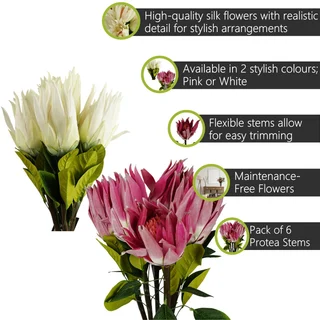 High-quality silk flowers with realistic
detail for stylish arrangements
Available in 2 stylish colours;
Pink or White
Flexible stems allow
for easy trimming
Maintenance-
Free Flowers
Pack of 6
Protea Stems